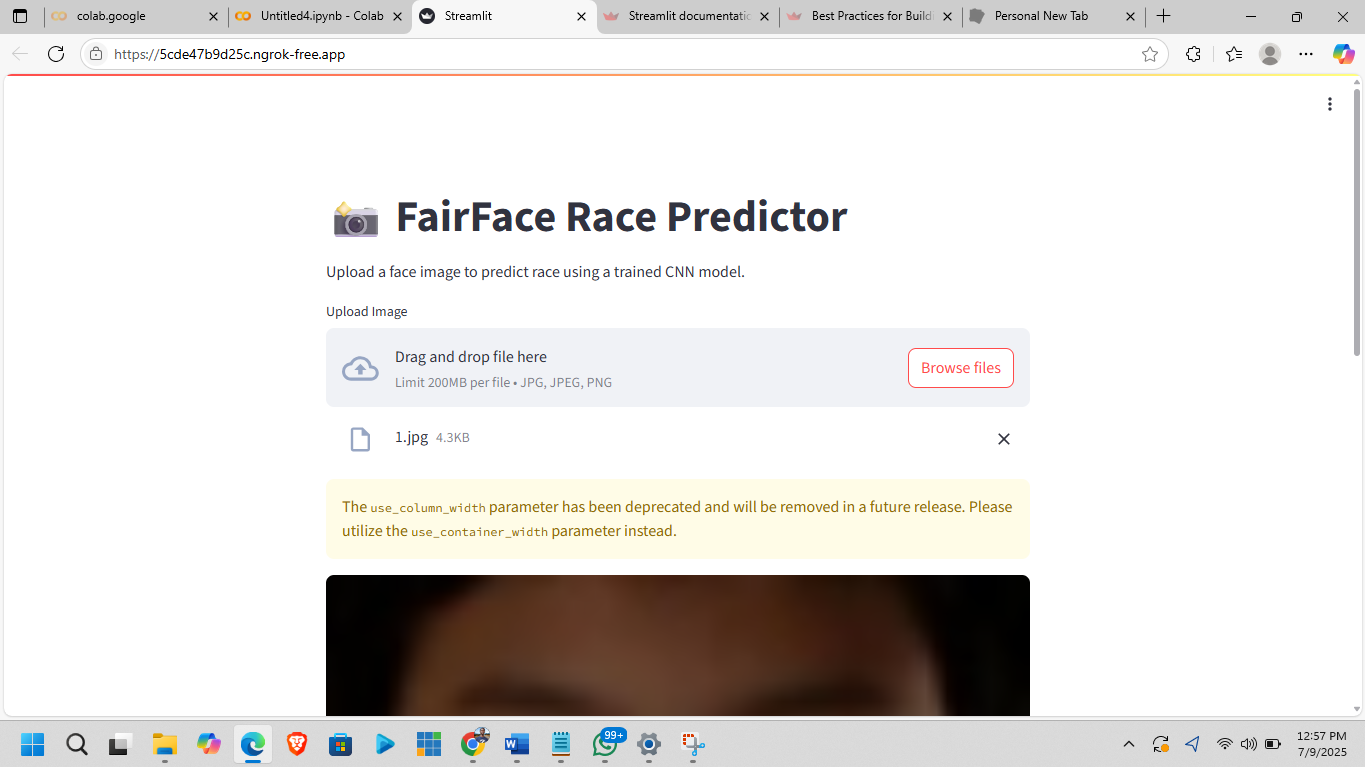 colab.google
Untitled4.ipynb - Colab
Streamlit
Streamlit documentatic
Best Practices for Buildi
Personal New Tab
https://5cde47b9d25c.ngrok-free.app
FairFace Race Predictor
Upload a face image to predict race using a trained CNN model.
Upload Image
Drag and drop file here
Limit 200MB per file • JPG, JPEG, PNG
Browse files
1.jpg 4.3KB
The use_column_width parameter has been deprecated and will be removed in a future release. Please
utilize the use_container_width parameter instead.
99+
12:57 PM
7/9/2025